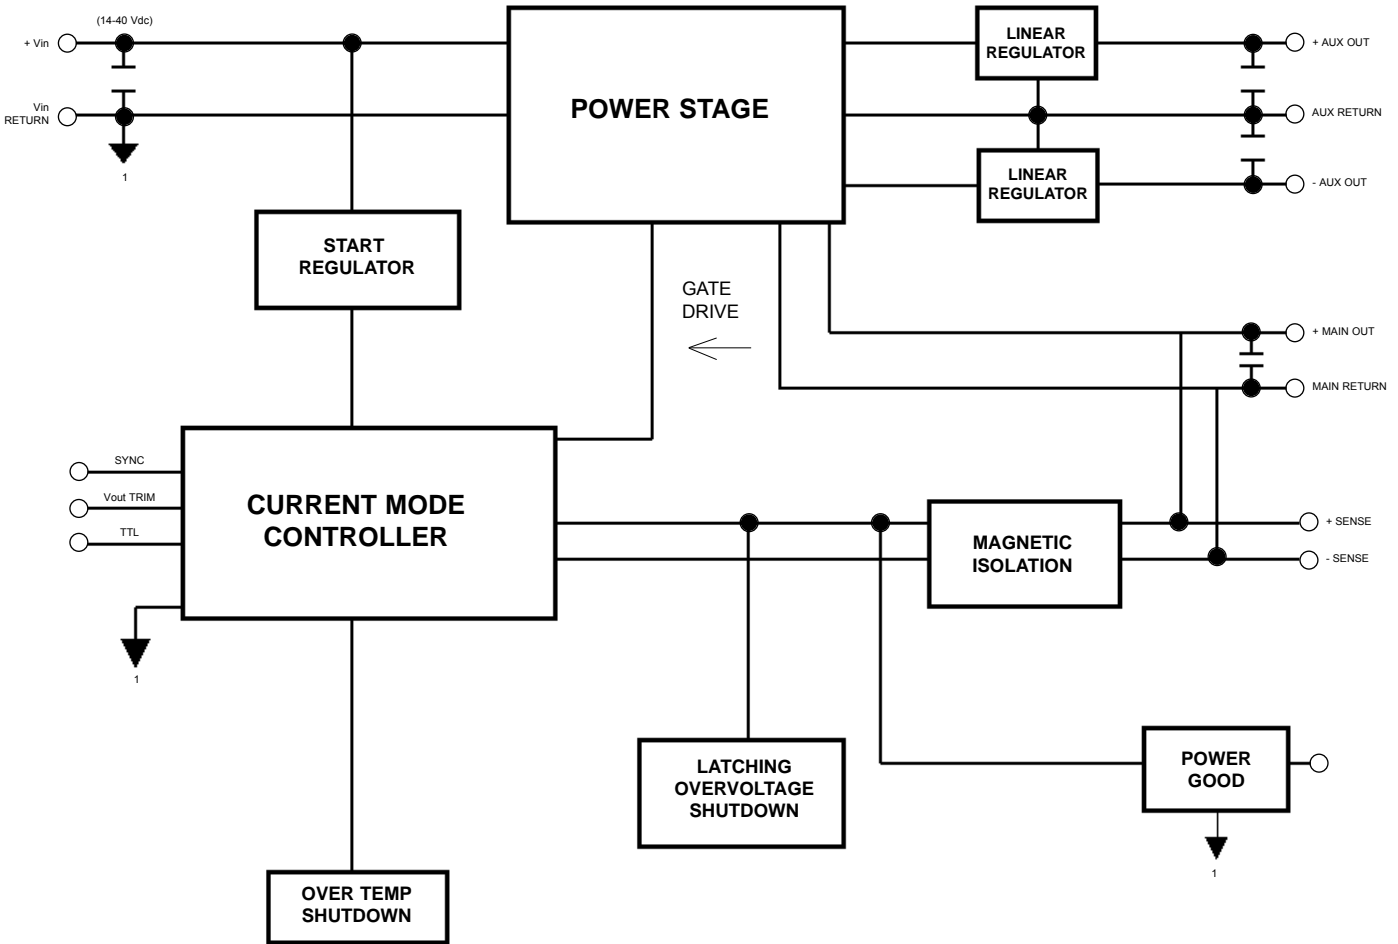 (14-40 Vdc)
+ Vin
Vin
RETURN
1
POWER STAGE
LINEAR
REGULATOR
+ AUX OUT
AUX RETURN
LINEAR
REGULATOR
- AUX OUT
START
REGULATOR
GATE
DRIVE
+ MAIN OUT
MAIN RETURN
SYNC
Vout TRIM
TTL
CURRENT MODE
CONTROLLER
1
MAGNETIC
ISOLATION
+ SENSE
- SENSE
LATCHING
OVERVOLTAGE
SHUTDOWN
POWER
GOOD
1
OVER TEMP
SHUTDOWN